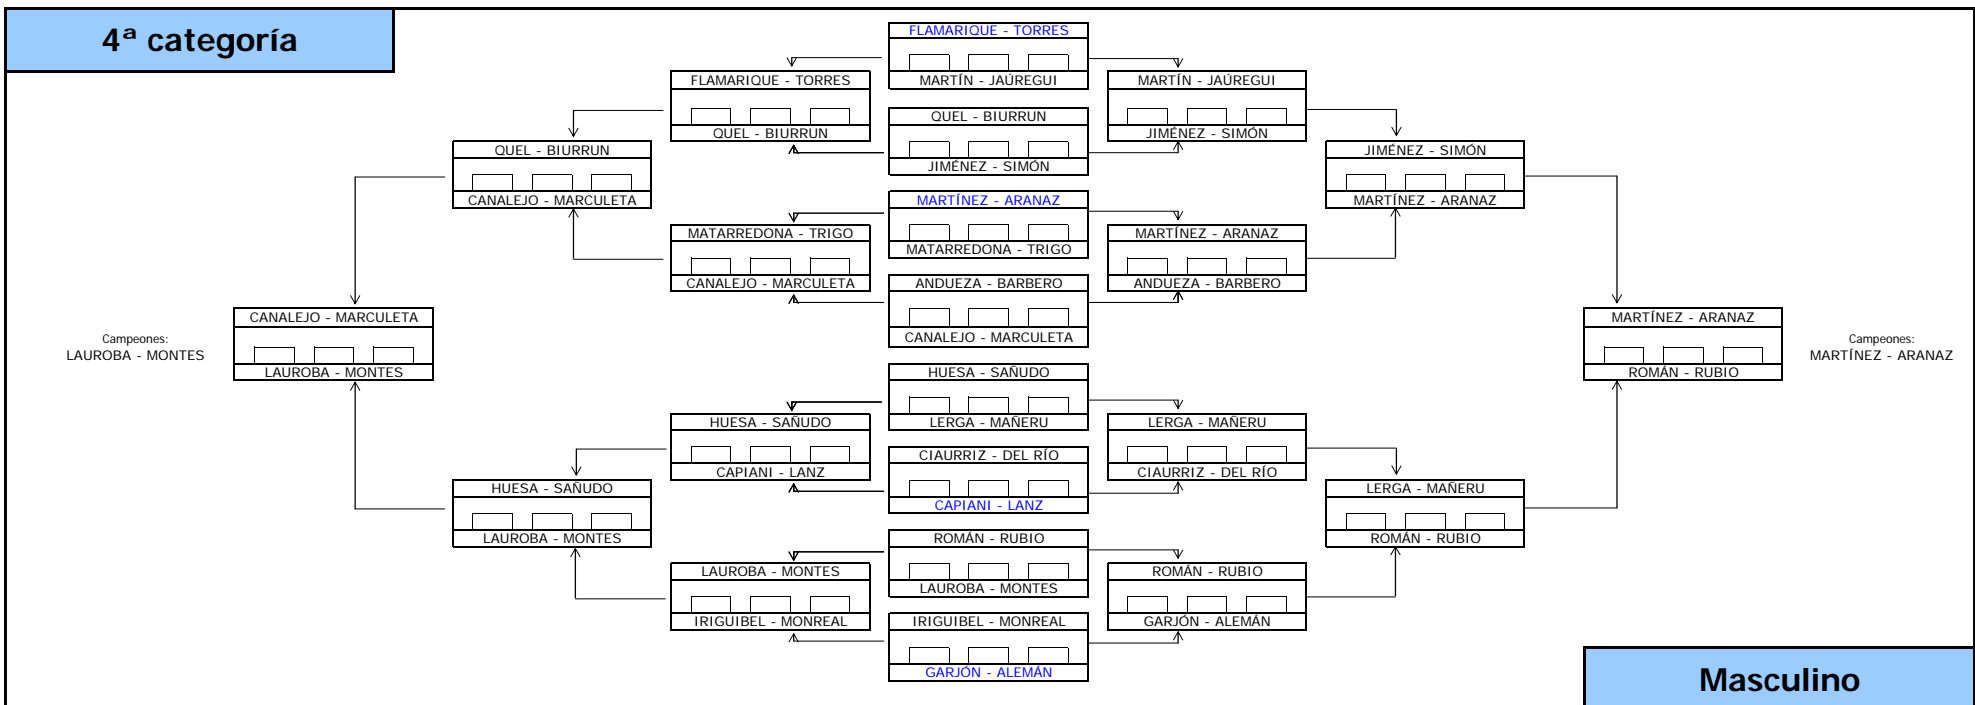 4ª categoría
FLAMARIQUE - TORRES
MARTÍN - JAÚREGUI
QUEL - BIURRUN
JIMÉNEZ - SIMÓN
MARTÍNEZ - ARANAZ
MATARREDONA - TRIGO
ANDUEZA - BARBERO
CANALEJO - MARCULETA
HUESA - SAÑUDO
LERGA - MAÑERU
CIAURRIZ - DEL RÍO
CAPIANI - LANZ
ROMÁN - RUBIO
LAUROBA - MONTES
IRIGUIBEL - MONREAL
GARJÓN - ALEMÁN
FLAMARIQUE - TORRES
QUEL - BIURRUN
MATARREDONA - TRIGO
CANALEJO - MARCULETA
HUESA - SAÑUDO
CAPIANI - LANZ
LAUROBA - MONTES
IRIGUIBEL - MONREAL
QUEL - BIURRUN
CANALEJO - MARCULETA
HUESA - SAÑUDO
LAUROBA - MONTES
CANALEJO - MARCULETA
LAUROBA - MONTES
Campeones:
LAUROBA - MONTES
MARTÍN - JAÚREGUI
JIMÉNEZ - SIMÓN
MARTÍNEZ - ARANAZ
ANDUEZA - BARBERO
LERGA - MAÑERU
CIAURRIZ - DEL RÍO
ROMÁN - RUBIO
GARJÓN - ALEMÁN
JIMÉNEZ - SIMÓN
MARTÍNEZ - ARANAZ
LERGA - MAÑERU
ROMÁN - RUBIO
MARTÍNEZ - ARANAZ
ROMÁN - RUBIO
Campeones:
MARTÍNEZ - ARANAZ
Masculino